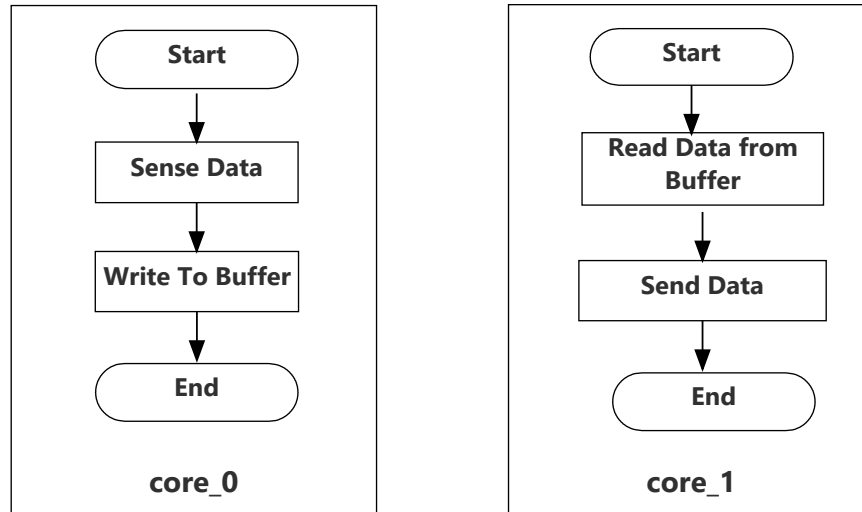 Start
Sense Data
Write To Buffer
End
core_0
Start
Read Data from
Buffer
Send Data
End
core_1